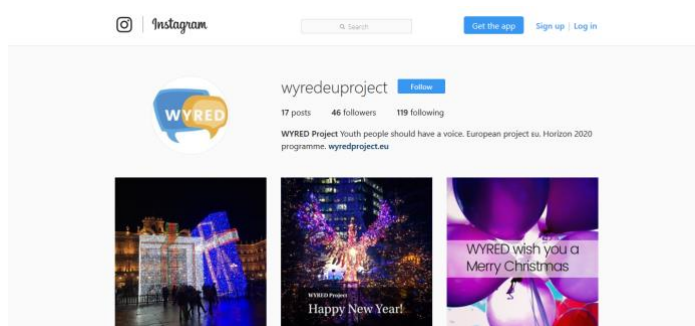 Instagram
Search
Get the app
Sign up | Log in
wyredeuproject
Follow
17 posts 46 followers 119 following
WYRED Project Youth people should have a voice. European project eu. Horizon 2020
programme. wyredproject.eu
WYRED
WYRED Project
Happy New Year!
WYRED wish you a
Merry Christmas